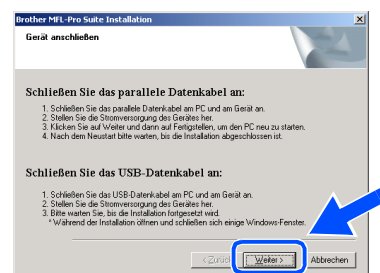 Brother MFL-Pro Suite Installation
Gerät anschließen
Schließen Sie das parallele Datenkabel an:
1. Schließen Sie das parallele Datenkabel am PC und am Gerät an.
2. Stellen Sie die Stromversorgung des Gerätes her.
3. Klicken Sie auf Weiter und dann auf Fertigstellen, um den PC neu zu starten.
4. Nach dem Neustart bitte warten, bis die Installation abgeschlossen ist.
Schließen Sie das USB-Datenkabel an:
1. Schließen Sie das USB-Datenkabel am PC und am Gerät an.
2. Stellen Sie die Stromversorgung des Gerätes her.
3. Bitte warten Sie, bis die Installation fortgesetzt wird.
* Während der Installation öffnen und schließen sich einige Windows-Fenster.
< Zurück Weiter > Abbrechen